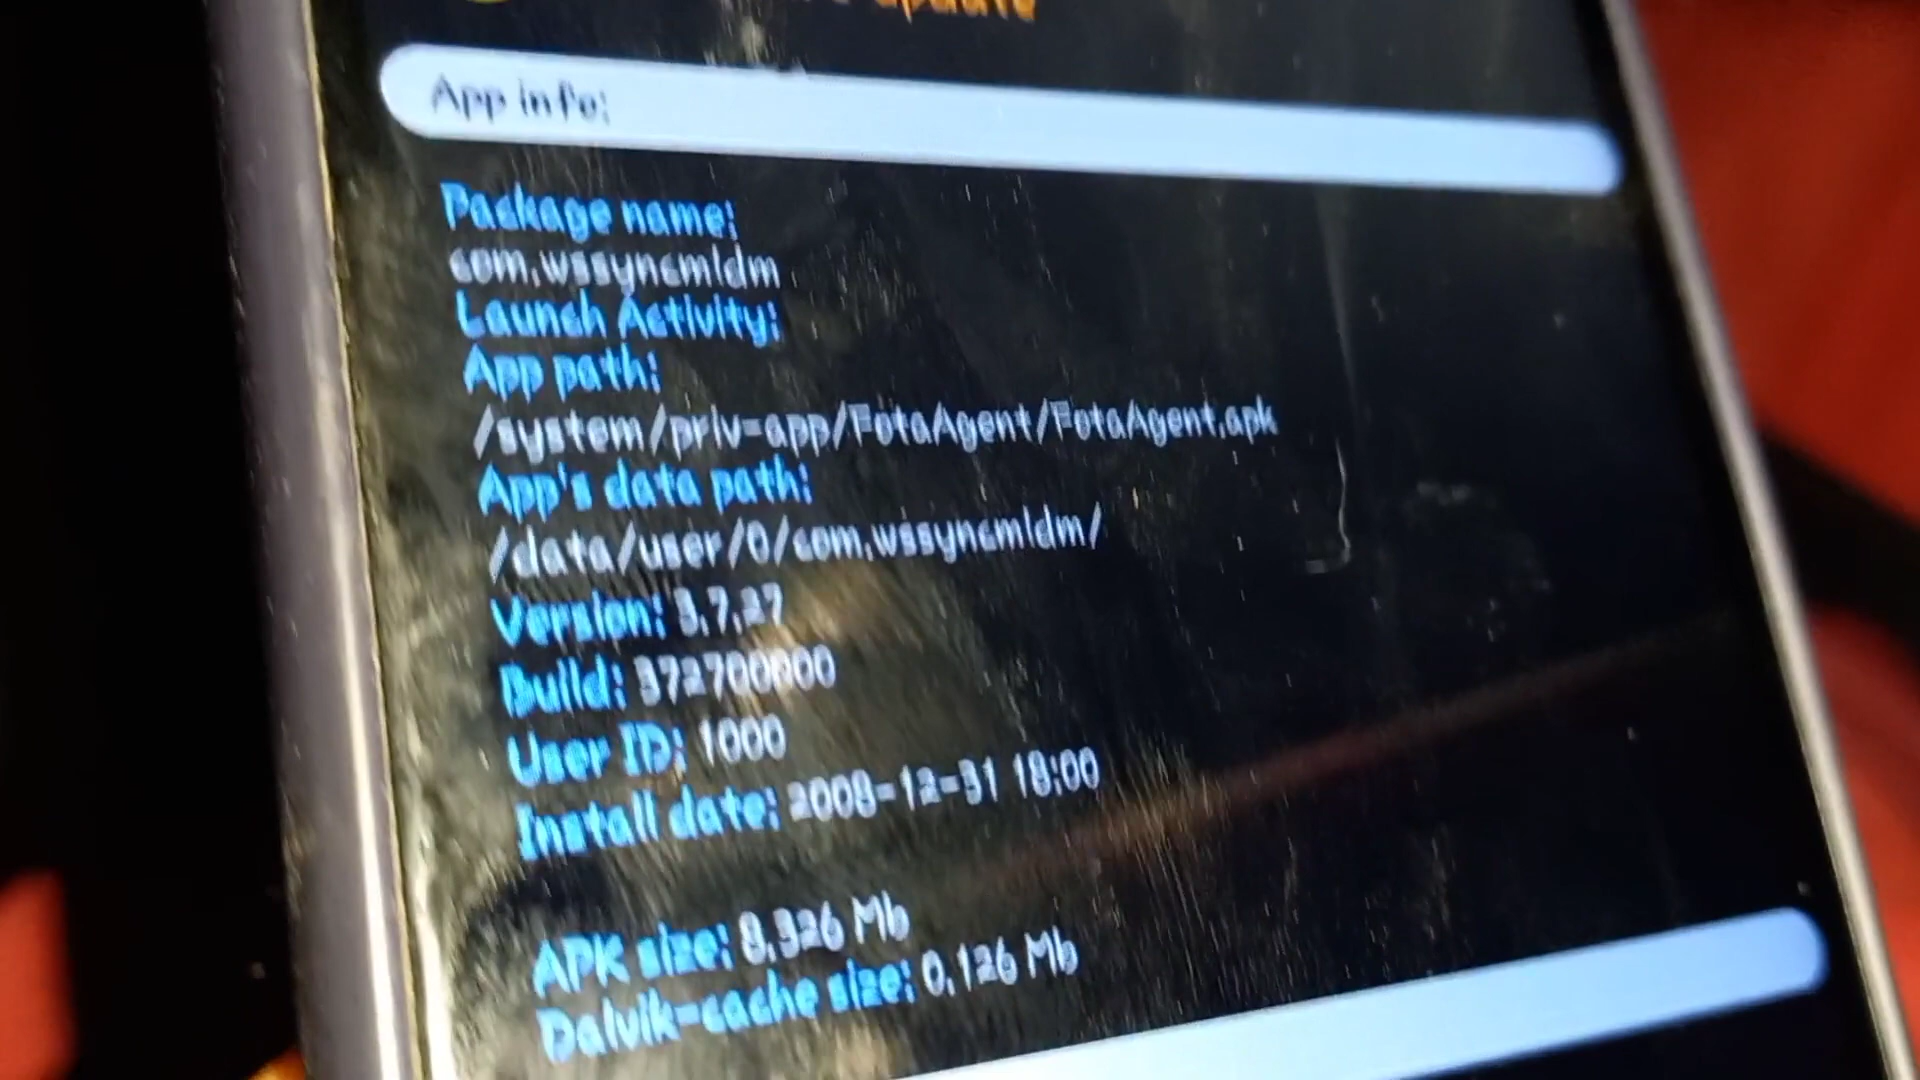 update
App info:
Package name:
com.wssyncmldm
Launch Activity:
App path:
/system/priv-app/FotaAgent/FotaAgent.apk
App's data path:
/data/user/0/com.wssyncmldm/
Version: 3.7.27
Build: 372700000
User ID: 1000
Install date: 2008-12-31 18:00
APK size: 8.326 Mb
Dalvik-cache size: 0.126 Mb